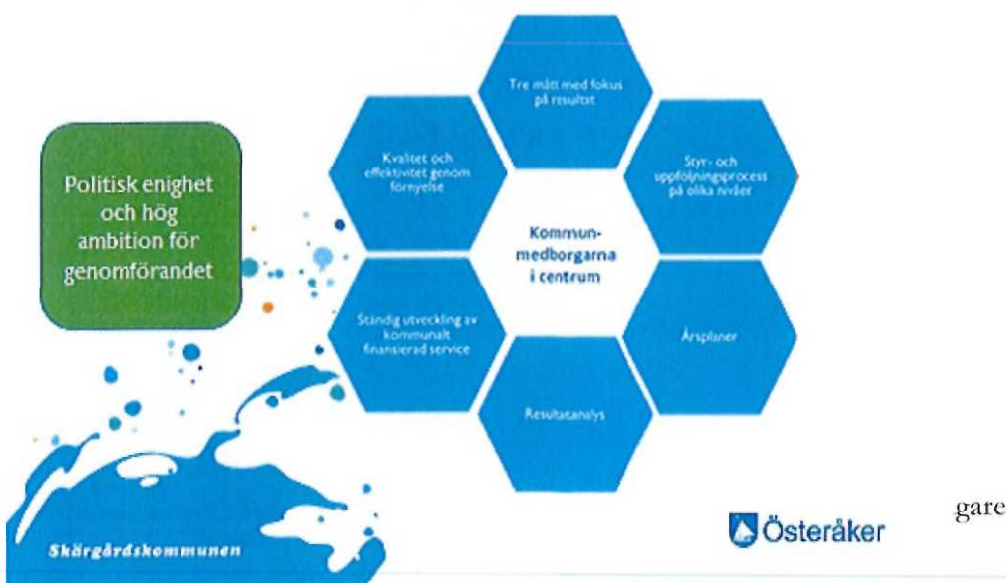 Politisk enighet
och hög
ambition för
genomförandet
Tre mått med fokus
på resultat
Kvalitet och
effektivitet genom
förnyelse
Styr- och
uppföljningsprocess
på olika nivåer
Kommun-
medborgarna
i centrum
Ständig utveckling av
kommunalt
finansierad service
Årsplaner
Resultatanalys
Skärgårdskommunen
Österåker
gare